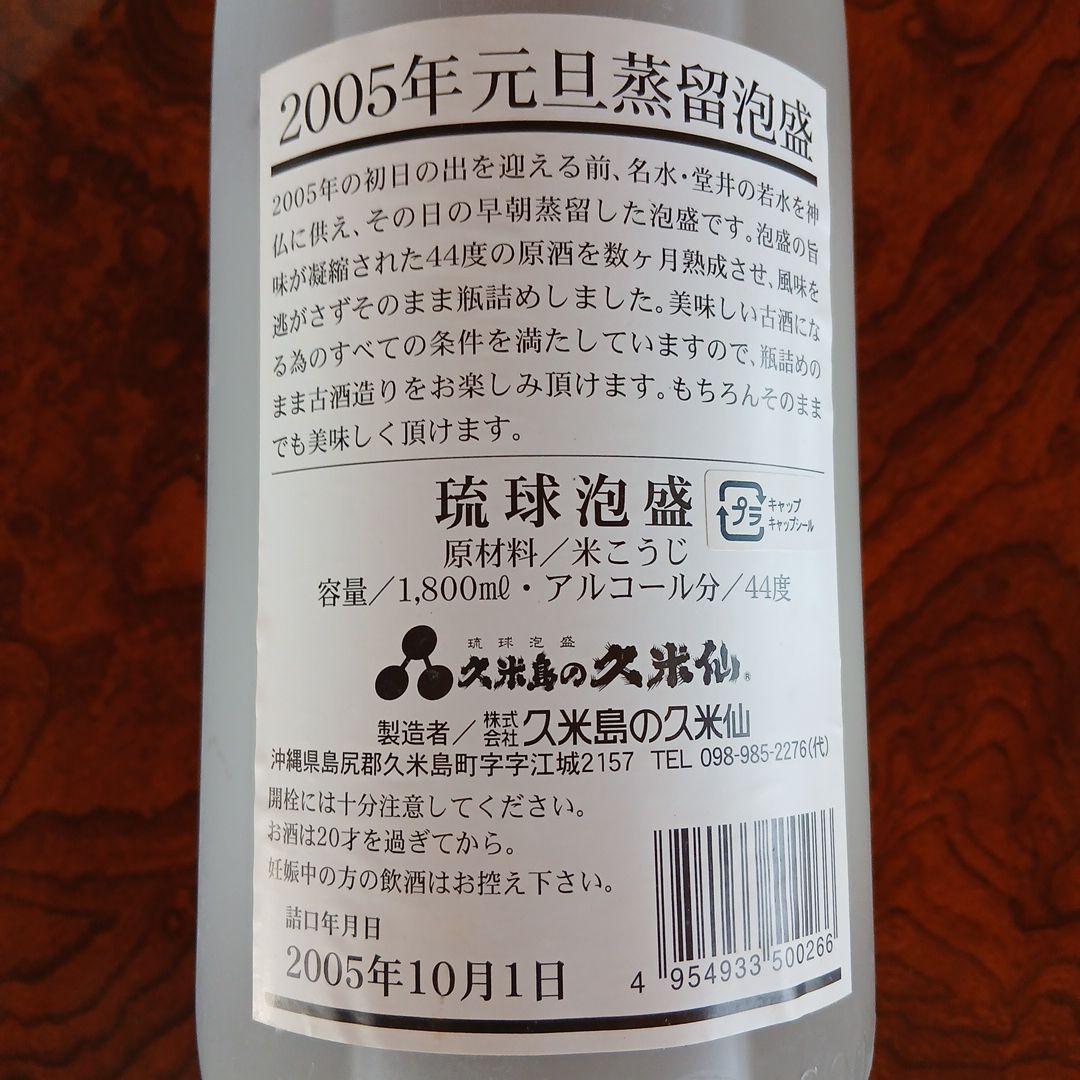 2005年元旦蒸留泡盛
2005年の初日の出を迎える前、名水・堂井の若水を神
仏に供え、その日の早朝蒸留した泡盛です。泡盛の旨
味が凝縮された44度の原酒を数ヶ月熟成させ、風味を
逃がさずそのまま瓶詰めしました。美味しい古酒にな
る為のすべての条件を満たしていますので、瓶詰めの
まま古酒造りをお楽しみ頂けます。もちろんそのまま
でも美味しく頂けます。
琉球泡盛
プラ
キャップ
キャップシール
原材料／米こうじ
容量／1,800mℓ・アルコール分／44度
琉球泡盛
久米島の久米仙®
製造者／株式会社久米島の久米仙
沖縄県島尻郡久米島町字字江城2157 TEL 098-985-2276(代)
開栓には十分注意してください。
お酒は20才を過ぎてから。
妊娠中の方の飲酒はお控え下さい。
詰口年月日
2005年10月1日
4 954933 500266